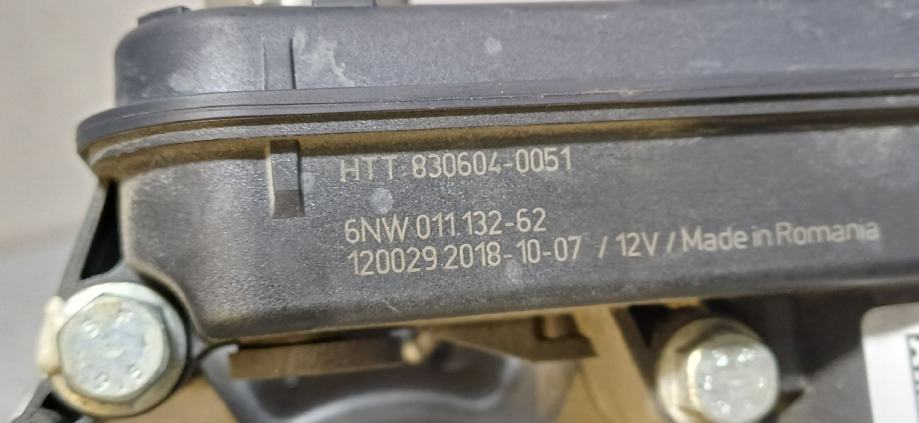 HTT 830604-0051
6NW 011.132-62
120029 2018-10-07 / 12V / Made in Romania